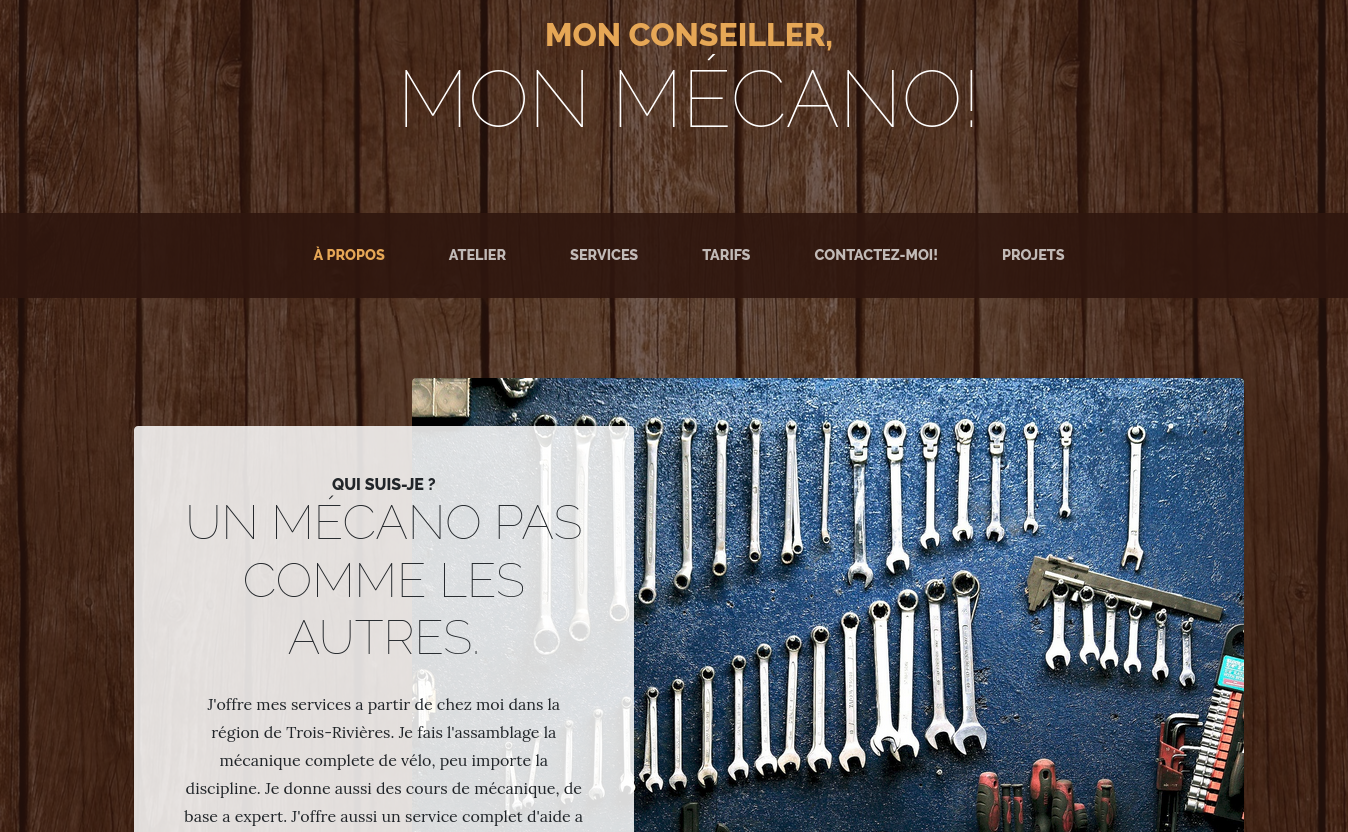 MON CONSEILLER,
MON MÉCANO!
À PROPOS
ATELIER
SERVICES
TARIFS
CONTACTEZ-MOI!
PROJETS
QUI SUIS-JE ?
UN MÉCANO PAS
COMME LES
AUTRES.
J'offre mes services a partir de chez moi dans la
région de Trois-Rivières. Je fais l'assamblage la
mécanique complete de vélo, peu importe la
discipline. Je donne aussi des cours de mécanique, de
base a expert. J'offre aussi un service complet d'aide a